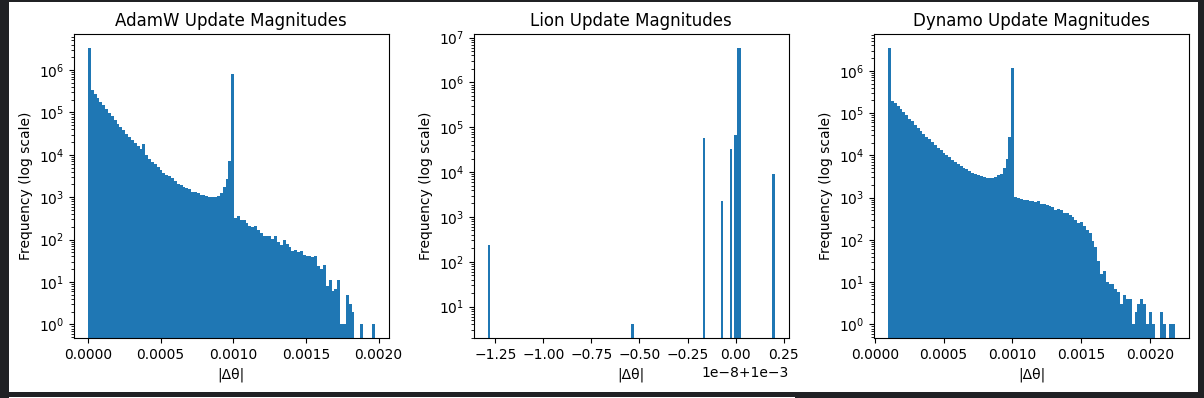 AdamW Update Magnitudes
Frequency (log scale)
10⁶
10⁵
10⁴
10³
10²
10¹
10⁰
0.0000 0.0005 0.0010 0.0015 0.0020
|Δθ|
Lion Update Magnitudes
Frequency (log scale)
10⁷
10⁶
10⁵
10⁴
10³
10²
10¹
−1.25 −1.00 −0.75 −0.50 −0.25 0.00 0.25
1e−8+1e−3
|Δθ|
Dynamo Update Magnitudes
Frequency (log scale)
10⁶
10⁵
10⁴
10³
10²
10¹
10⁰
0.0000 0.0005 0.0010 0.0015 0.0020
|Δθ|